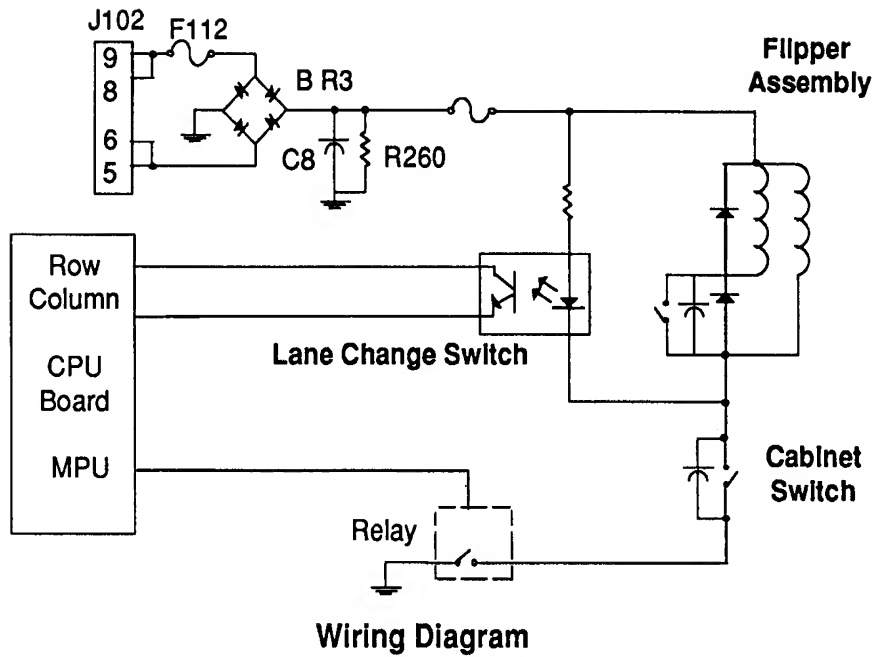 J102
F112
9
8
6
5
B R3
C8
R260
Flipper
Assembly
Row
Column
CPU
Board
MPU
Lane Change Switch
Cabinet
Switch
Relay
Wiring Diagram